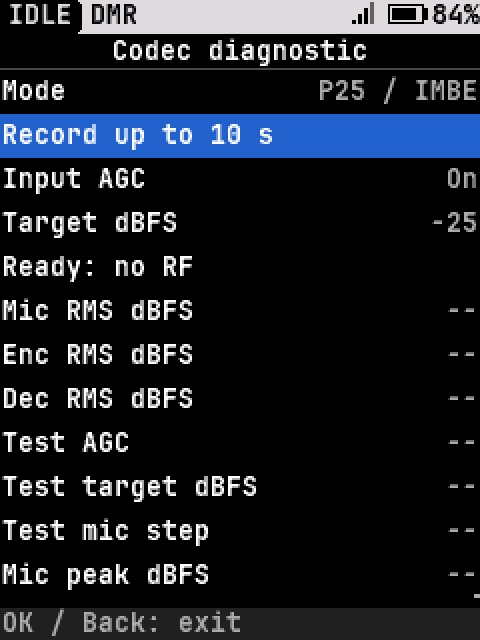 IDLE DMR 84%
Codec diagnostic
Mode P25 / IMBE
Record up to 10 s
Input AGC On
Target dBFS -25
Ready: no RF
Mic RMS dBFS --
Enc RMS dBFS --
Dec RMS dBFS --
Test AGC --
Test target dBFS --
Test mic step --
Mic peak dBFS --
OK / Back: exit